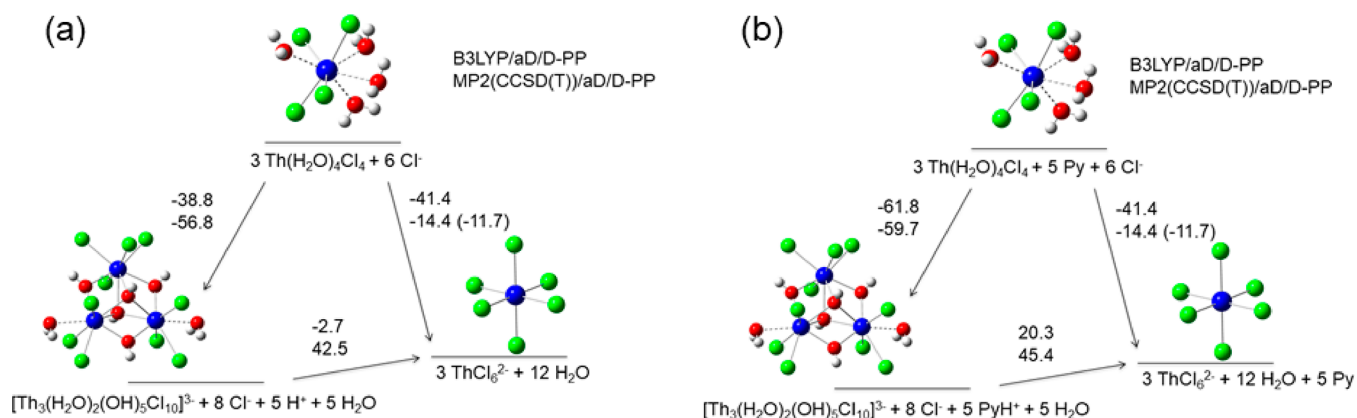 (a)
B3LYP/aD/D-PP
MP2(CCSD(T))/aD/D-PP
3 Th(H₂O)₄Cl₄ + 6 Cl⁻
-38.8
-56.8
-41.4
-14.4 (-11.7)
-2.7
42.5
3 ThCl₆²⁻ + 12 H₂O
[Th₃(H₂O)₂(OH)₅Cl₁₀]³⁻ + 8 Cl⁻ + 5 H⁺ + 5 H₂O
(b)
B3LYP/aD/D-PP
MP2(CCSD(T))/aD/D-PP
3 Th(H₂O)₄Cl₄ + 5 Py + 6 Cl⁻
-61.8
-59.7
-41.4
-14.4 (-11.7)
20.3
45.4
3 ThCl₆²⁻ + 12 H₂O + 5 Py
[Th₃(H₂O)₂(OH)₅Cl₁₀]³⁻ + 8 Cl⁻ + 5 PyH⁺ + 5 H₂O